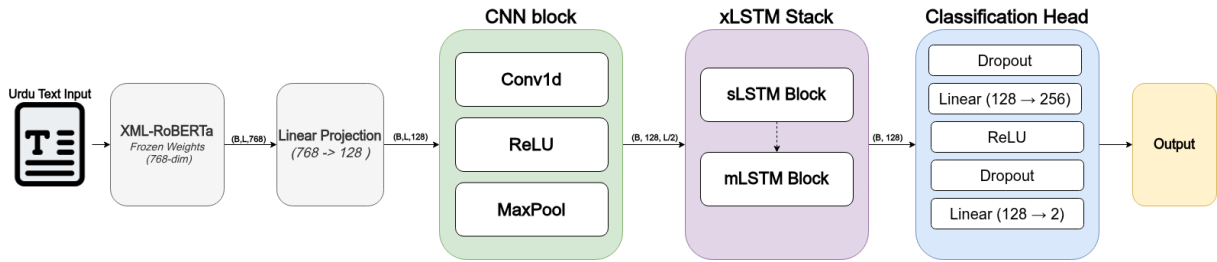 Urdu Text Input
T
XML-RoBERTa
Frozen Weights
(768-dim)
(B,L,768)
Linear Projection
(768 -> 128 )
(B,L,128)
CNN block
Conv1d
ReLU
MaxPool
(B, 128, L/2)
xLSTM Stack
sLSTM Block
mLSTM Block
(B, 128)
Classification Head
Dropout
Linear (128 → 256)
ReLU
Dropout
Linear (128 → 2)
Output